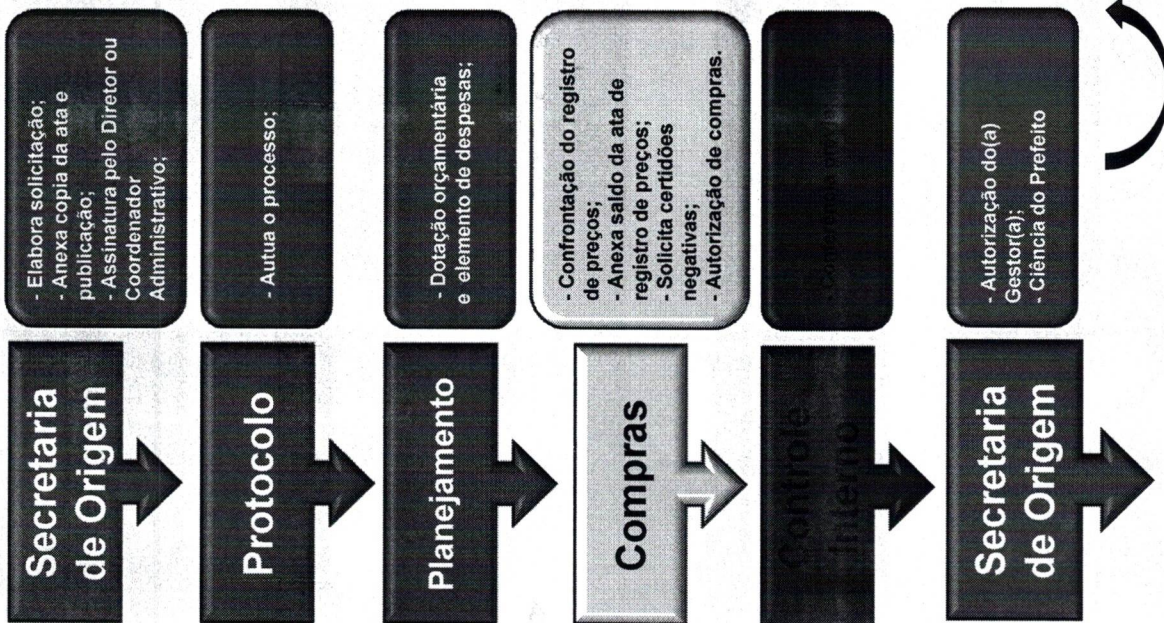 Secretaria
de Origem
- Elabora solicitação;
- Anexa copia da ata e
publicação;
- Assinatura pelo Diretor ou
Coordenador
Administrativo;
Protocolo
- Autua o processo;
Planejamento
- Dotação orçamentária
e elemento de despesas;
Compras
- Confrontação do registro
de preços;
- Anexa saldo da ata de
registro de preços;
- Solicita certidões
negativas;
- Autorização de compras.
Controle
Interno
Secretaria
de Origem
- Autorização do(a)
Gestor(a);
- Ciência do Prefeito